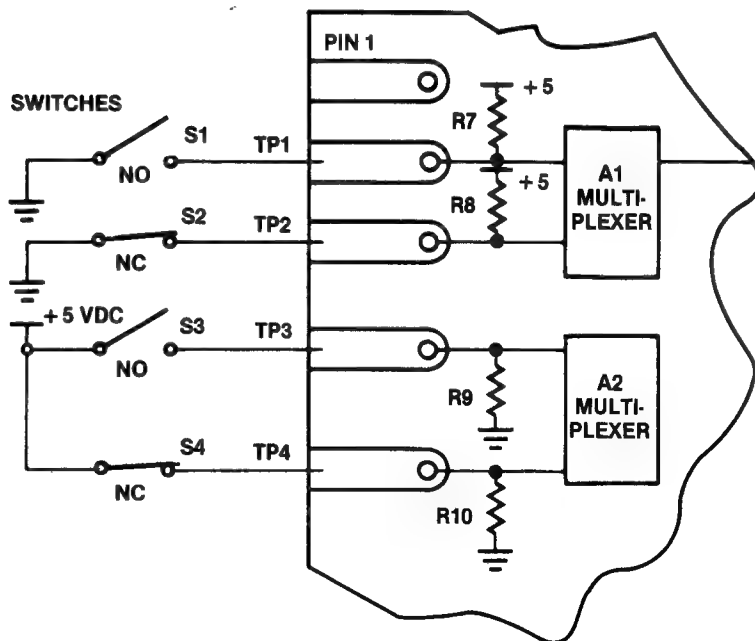 PIN 1
SWITCHES
+ 5
R7
S1
TP1
NO
+ 5
A1
MULTI-
PLEXER
R8
S2
TP2
NC
+ 5 VDC
S3
TP3
NO
A2
MULTI-
PLEXER
R9
S4
TP4
NC
R10